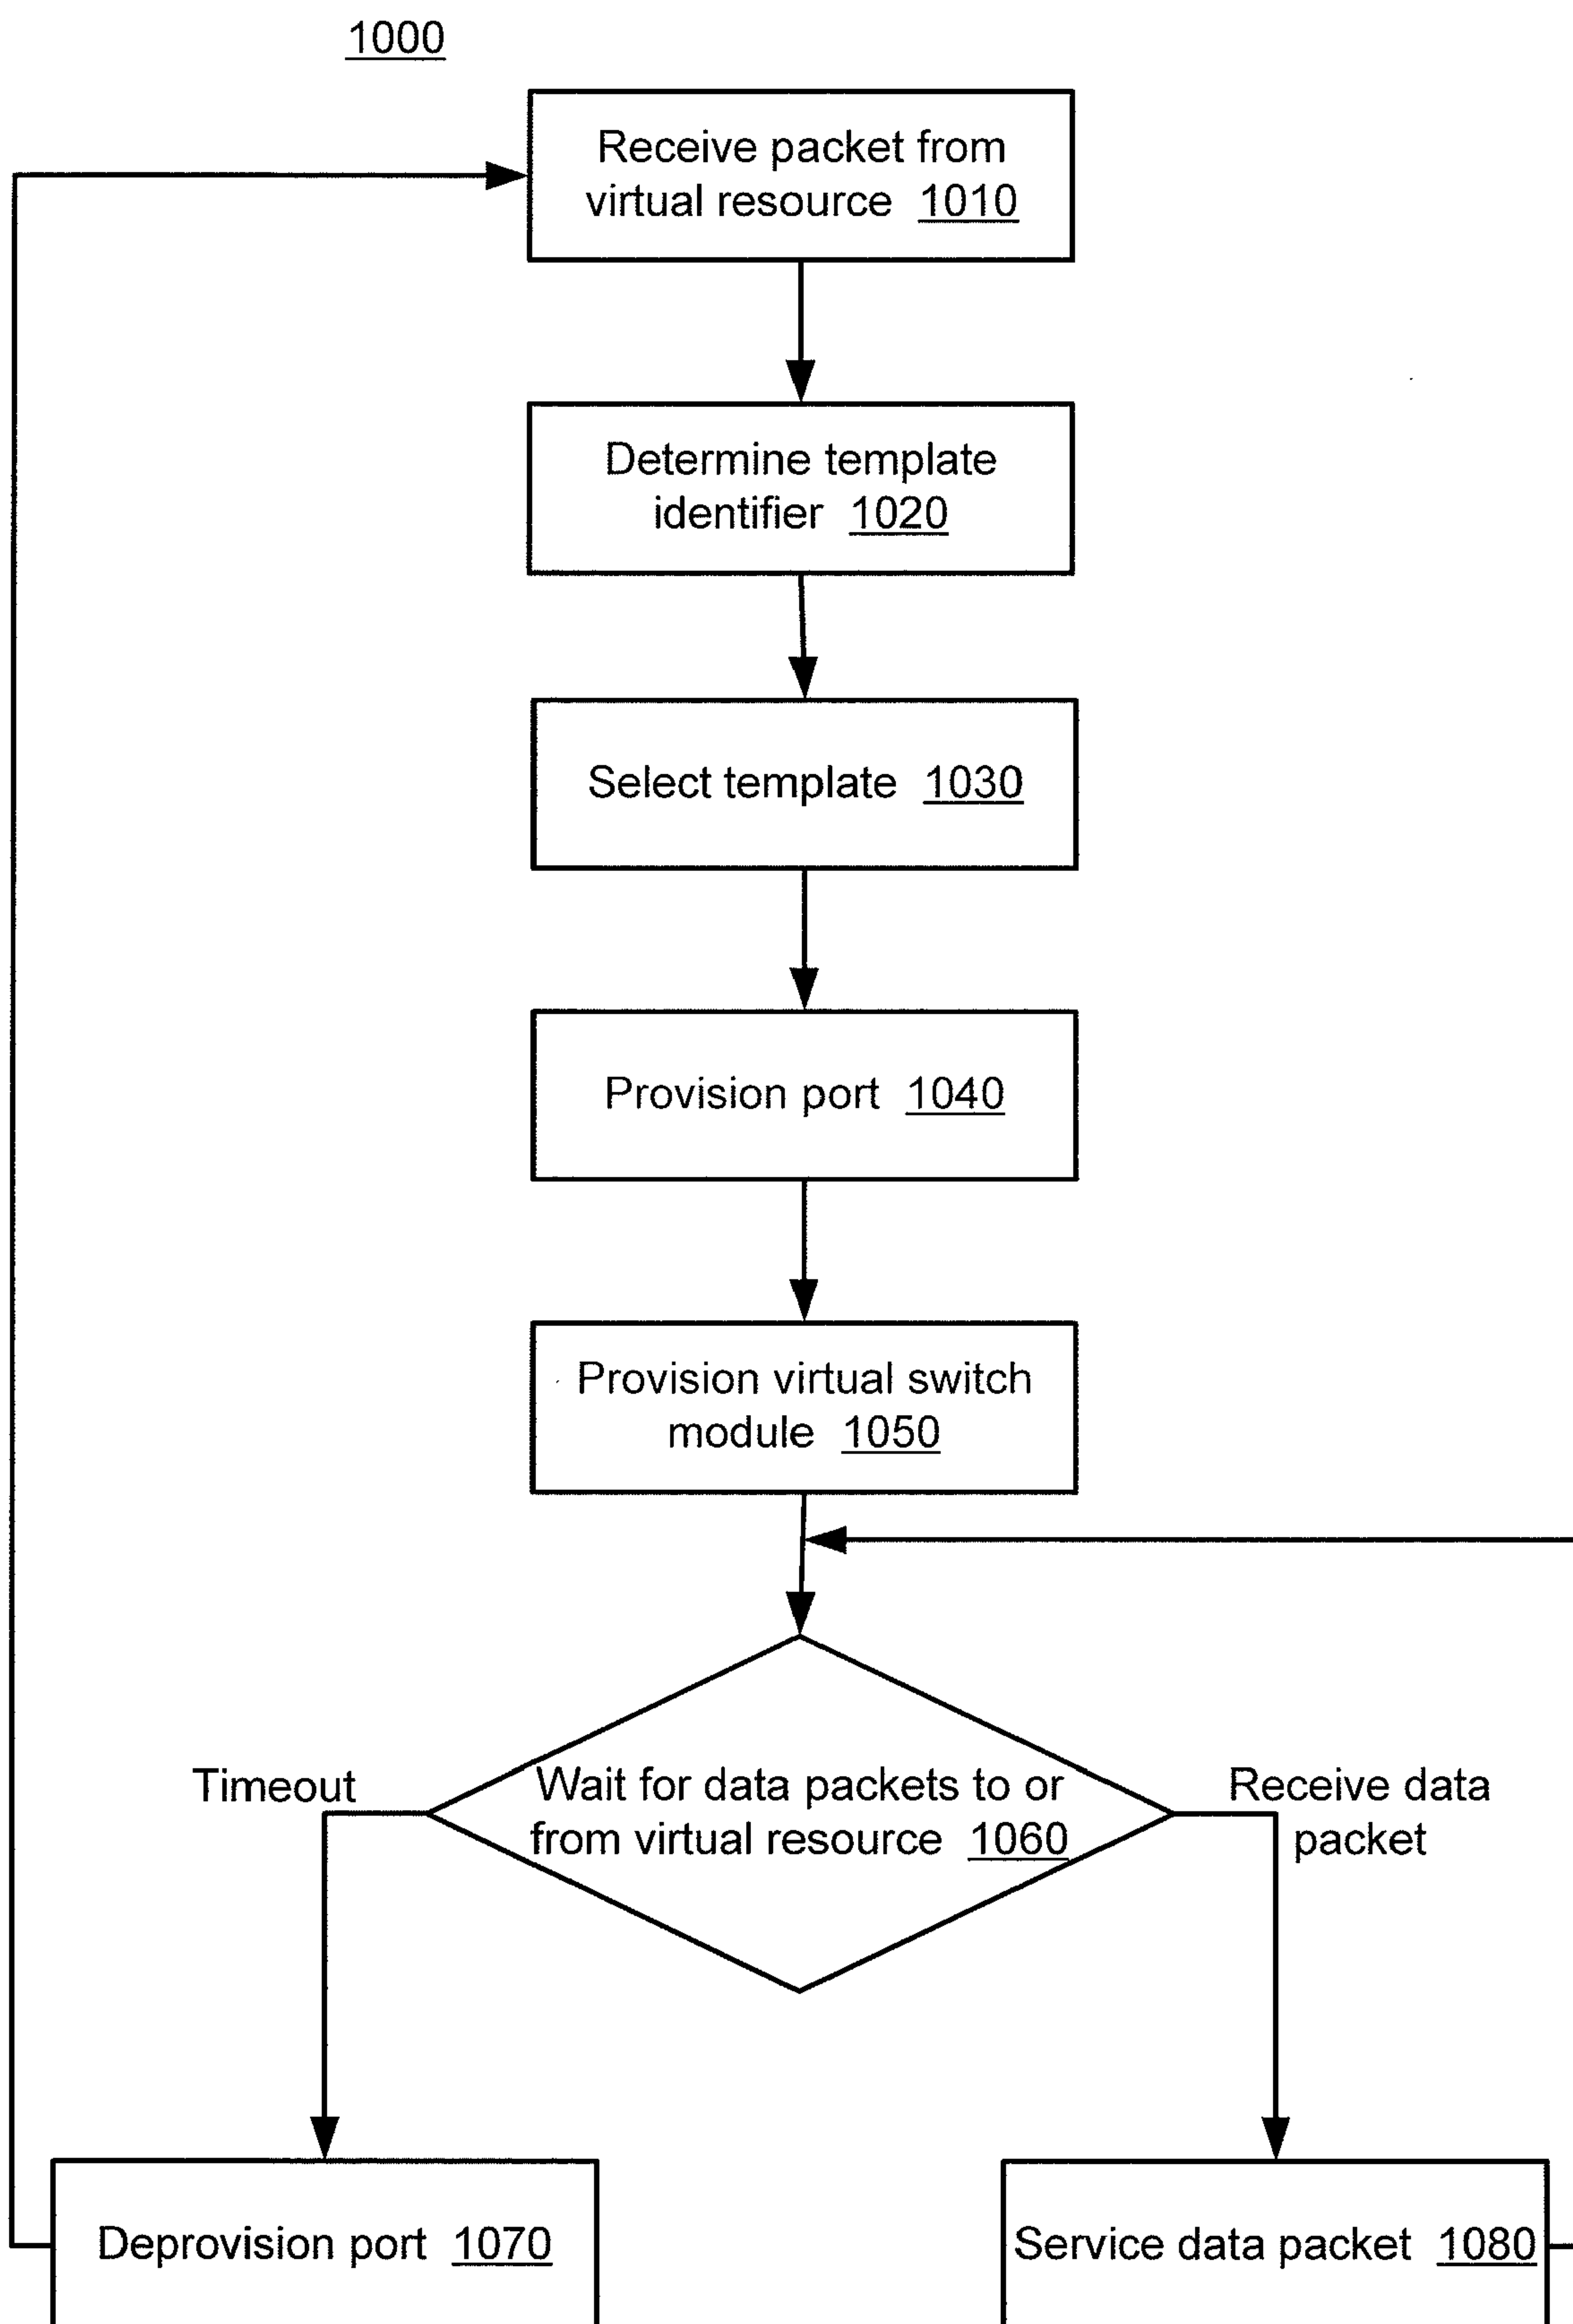 1000
Receive packet from
virtual resource 1010
Determine template
identifier 1020
Select template 1030
Provision port 1040
Provision virtual switch
module 1050
Timeout
Wait for data packets to or
from virtual resource 1060
Receive data
packet
Deprovision port 1070
Service data packet 1080